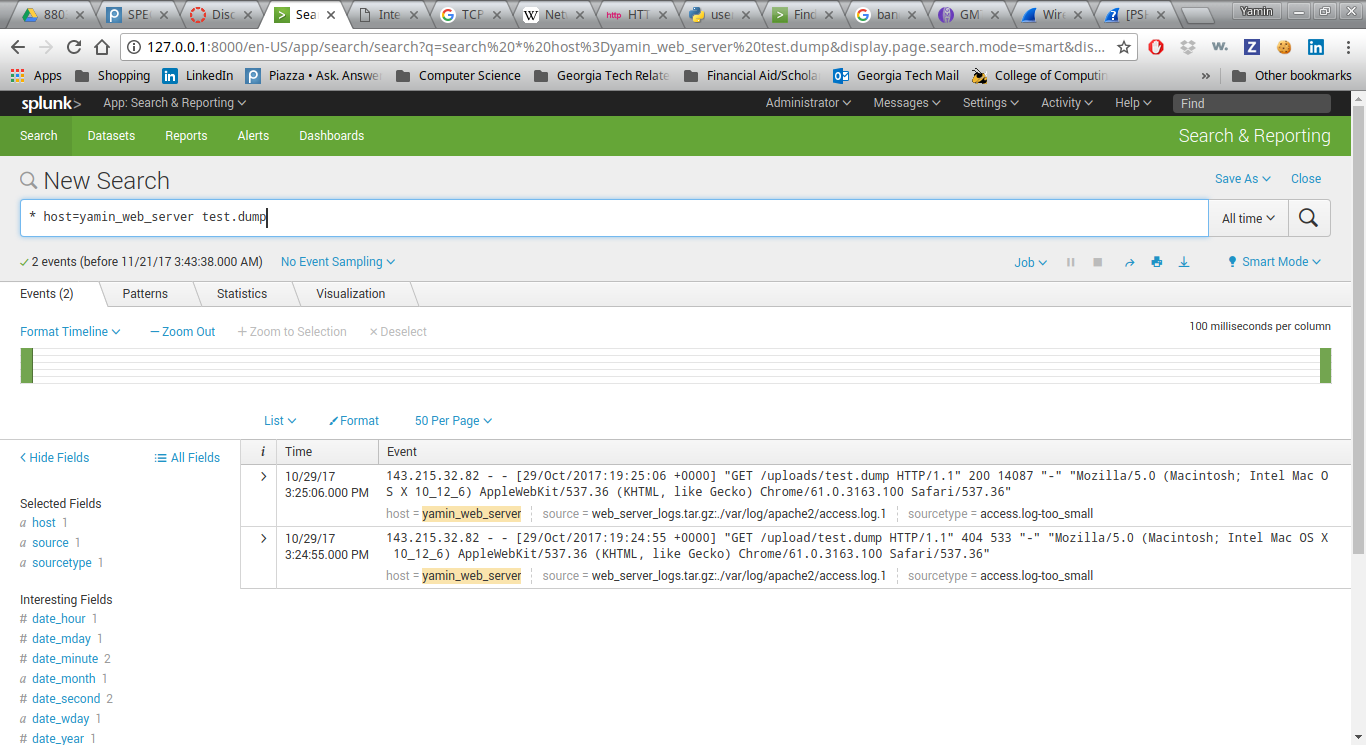 880
SPE
Disc
Sea
Inte
TCP
Net
HTT
user
Find
ban
GM
Wire
[PSI
Yamin
127.0.0.1:8000/en-US/app/search/search?q=search%20*%20host%3Dyamin_web_server%20test.dump&display.page.search.mode=smart&dis...
Apps Shopping LinkedIn Piazza • Ask. Answe Computer Science Georgia Tech Relate Financial Aid/Schola Georgia Tech Mail College of Computin » Other bookmarks
splunk> App: Search & Reporting Administrator Messages Settings Activity Help Find
Search Datasets Reports Alerts Dashboards Search & Reporting
New Search Save As Close
* host=yamin_web_server test.dump All time
2 events (before 11/21/17 3:43:38.000 AM) No Event Sampling Job Smart Mode
Events (2) Patterns Statistics Visualization
Format Timeline — Zoom Out + Zoom to Selection × Deselect 100 milliseconds per column
List Format 50 Per Page
< Hide Fields All Fields
Selected Fields
a host 1
a source 1
a sourcetype 1
Interesting Fields
# date_hour 1
# date_mday 1
# date_minute 2
a date_month 1
# date_second 2
a date_wday 1
# date_year 1
i Time Event
10/29/17
3:25:06.000 PM
143.215.32.82 - - [29/Oct/2017:19:25:06 +0000] "GET /uploads/test.dump HTTP/1.1" 200 14087 "-" "Mozilla/5.0 (Macintosh; Intel Mac O
S X 10_12_6) AppleWebKit/537.36 (KHTML, like Gecko) Chrome/61.0.3163.100 Safari/537.36"
host = yamin_web_server source = web_server_logs.tar.gz:./var/log/apache2/access.log.1 sourcetype = access.log-too_small
10/29/17
3:24:55.000 PM
143.215.32.82 - - [29/Oct/2017:19:24:55 +0000] "GET /upload/test.dump HTTP/1.1" 404 533 "-" "Mozilla/5.0 (Macintosh; Intel Mac OS X
10_12_6) AppleWebKit/537.36 (KHTML, like Gecko) Chrome/61.0.3163.100 Safari/537.36"
host = yamin_web_server source = web_server_logs.tar.gz:./var/log/apache2/access.log.1 sourcetype = access.log-too_small